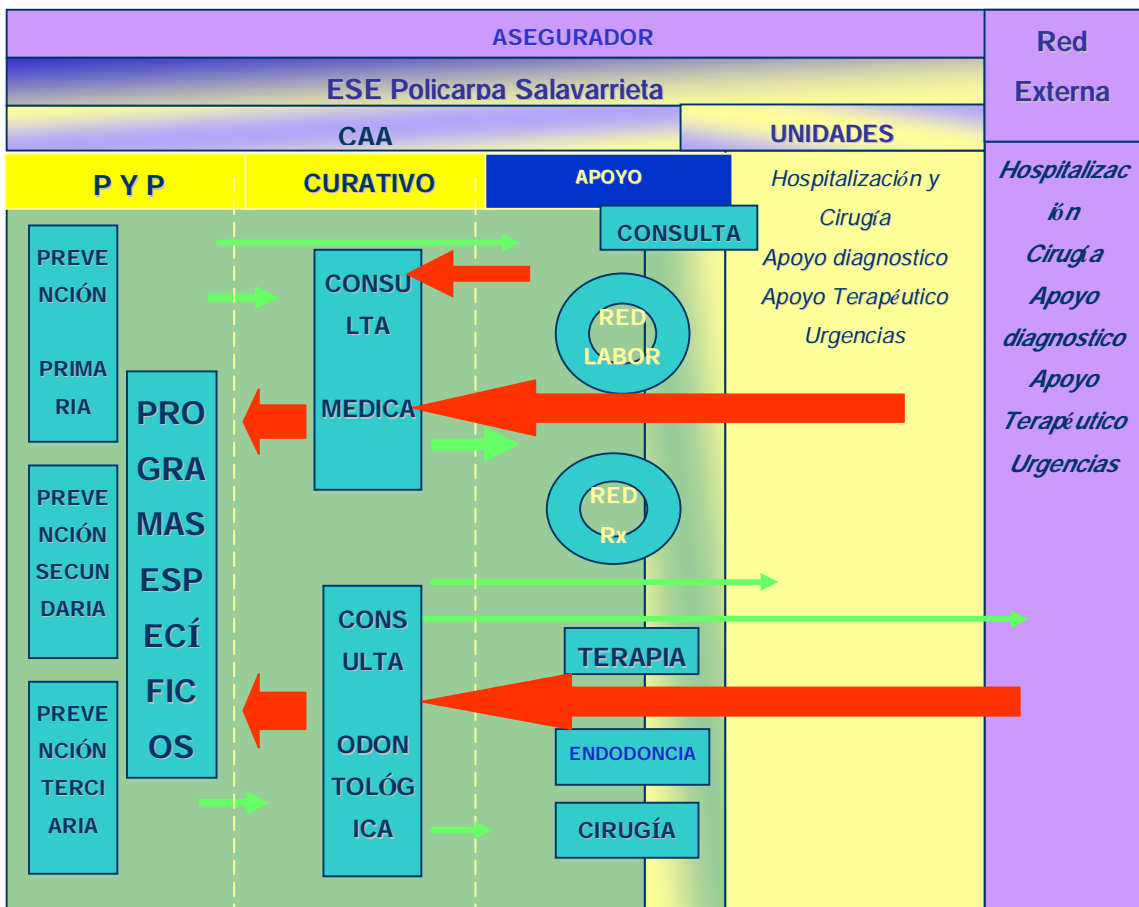 ASEGURADOR
Red
Externa
ESE Policarpa Salavarrieta
CAA
UNIDADES
P Y P
CURATIVO
APOYO
PREVE
NCIÓN
PRIMA
RIA
PREVE
NCIÓN
SECUN
DARIA
PREVE
NCIÓN
TERCI
ARIA
PRO
GRA
MAS
ESP
ECÍ
FIC
OS
CONSU
LTA
MEDICA
CONS
ULTA
ODON
TOLÓG
ICA
CONSULTA
RED
LABOR
RED
Rx
TERAPIA
ENDODONCIA
CIRUGÍA
Hospitalización y
Cirugía
Apoyo diagnostico
Apoyo Terapéutico
Urgencias
Hospitalizac
ión
Cirugía
Apoyo
diagnostico
Apoyo
Terapéutico
Urgencias